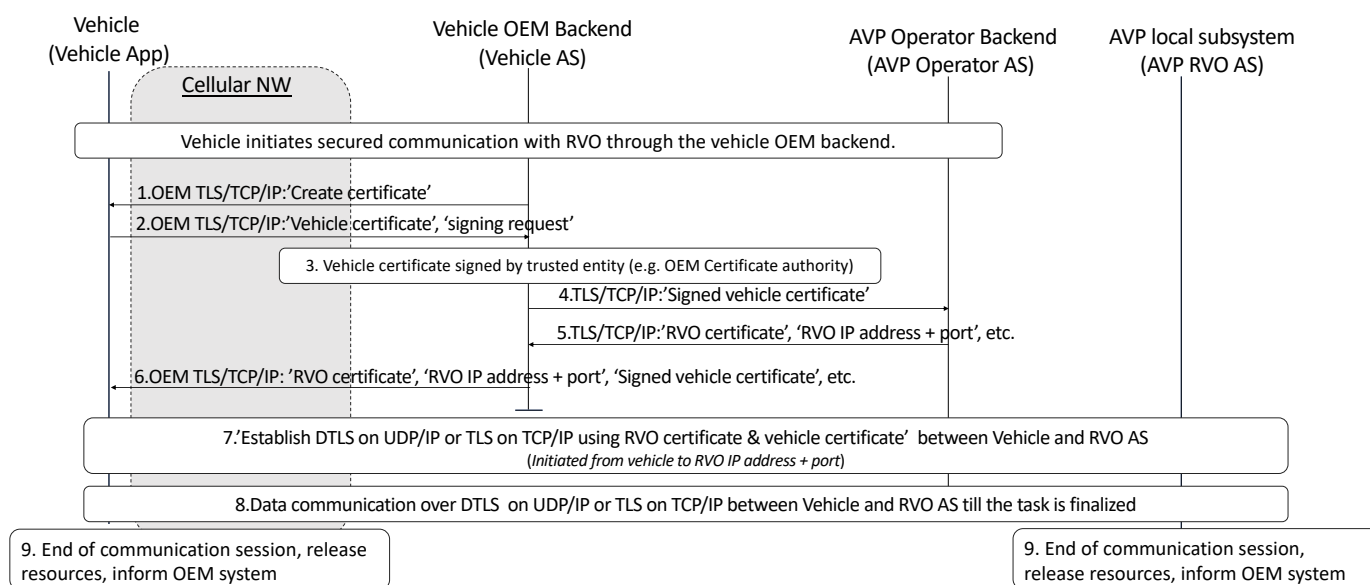 Vehicle
(Vehicle App)
Vehicle OEM Backend
(Vehicle AS)
AVP Operator Backend
(AVP Operator AS)
AVP local subsystem
(AVP RVO AS)
Cellular NW
Vehicle initiates secured communication with RVO through the vehicle OEM backend.
1.OEM TLS/TCP/IP:’Create certificate’
2.OEM TLS/TCP/IP:’Vehicle certificate’, ‘signing request’
3. Vehicle certificate signed by trusted entity (e.g. OEM Certificate authority)
4.TLS/TCP/IP:’Signed vehicle certificate’
5.TLS/TCP/IP:’RVO certificate’, ‘RVO IP address + port’, etc.
6.OEM TLS/TCP/IP: ’RVO certificate’, ‘RVO IP address + port’, ‘Signed vehicle certificate’, etc.
7.’Establish DTLS on UDP/IP or TLS on TCP/IP using RVO certificate & vehicle certificate’ between Vehicle and RVO AS
(Initiated from vehicle to RVO IP address + port)
8.Data communication over DTLS on UDP/IP or TLS on TCP/IP between Vehicle and RVO AS till the task is finalized
9. End of communication session, release
resources, inform OEM system
9. End of communication session,
release resources, inform OEM system